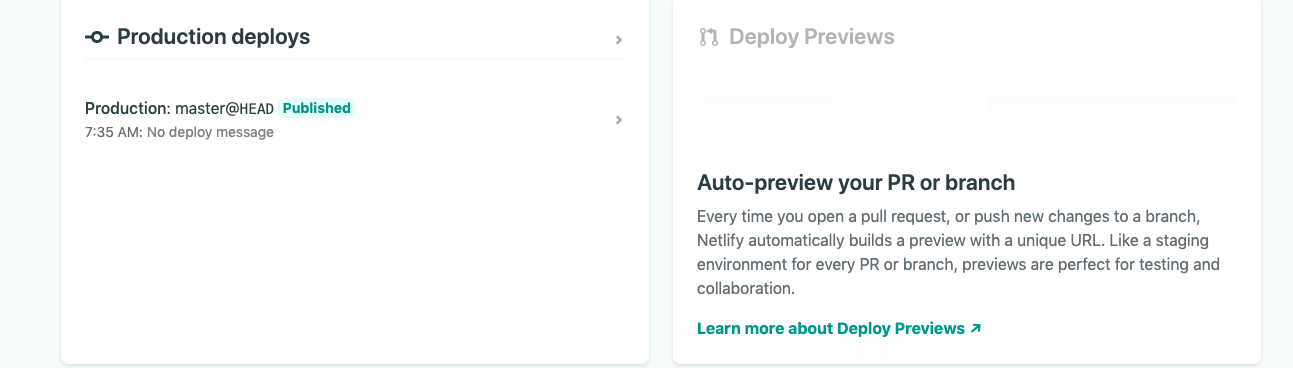 Production deploys
Production: master@HEAD Published
7:35 AM: No deploy message
Deploy Previews
Auto-preview your PR or branch
Every time you open a pull request, or push new changes to a branch,
Netlify automatically builds a preview with a unique URL. Like a staging
environment for every PR or branch, previews are perfect for testing and
collaboration.
Learn more about Deploy Previews ↗